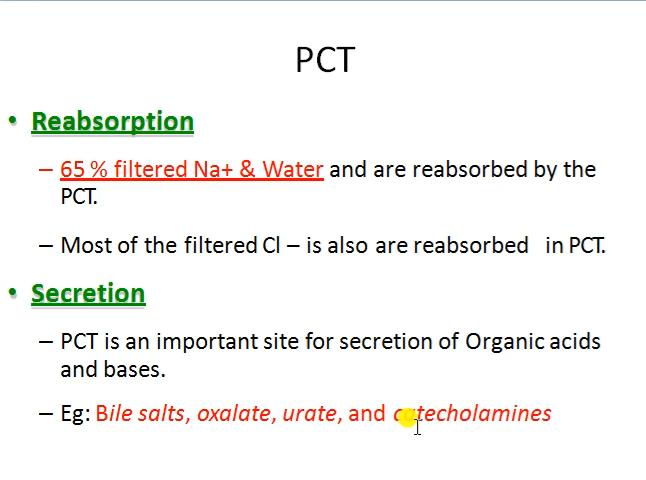 PCT
• Reabsorption
– 65 % filtered Na+ & Water and are reabsorbed by the
PCT.
– Most of the filtered Cl – is also are reabsorbed in PCT.
• Secretion
– PCT is an important site for secretion of Organic acids
and bases.
– Eg: Bile salts, oxalate, urate, and catecholamines